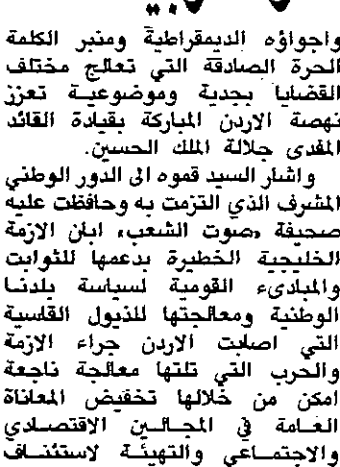 واجواؤه الديمقراطية ومنبر الكلمة
الحرة الصادقة التي تعالج مختلف
القضايا بجدية وموضوعية تعزز
نهضة الاردن المباركة بقيادة القائد
المفدى جلالة الملك الحسين.
واشار السيد قموه الى الدور الوطني
المشرف الذي التزمت به وحافظت عليه
صحيفة «صوت الشعب» ابان الازمة
الخليجية الخطيرة بدعمها للثوابت
والمبادىء القومية لسياسة بلدنا
الوطنية ومعالجتها للذيول القاسية
التي اصابت الاردن جراء الازمة
والحرب التي تلتها معالجة ناجعة
امكن من خلالها تخفيض المعاناة
العامة في المجالين الاقتصادي
والاجتماعي والتهيئة لاستئناف